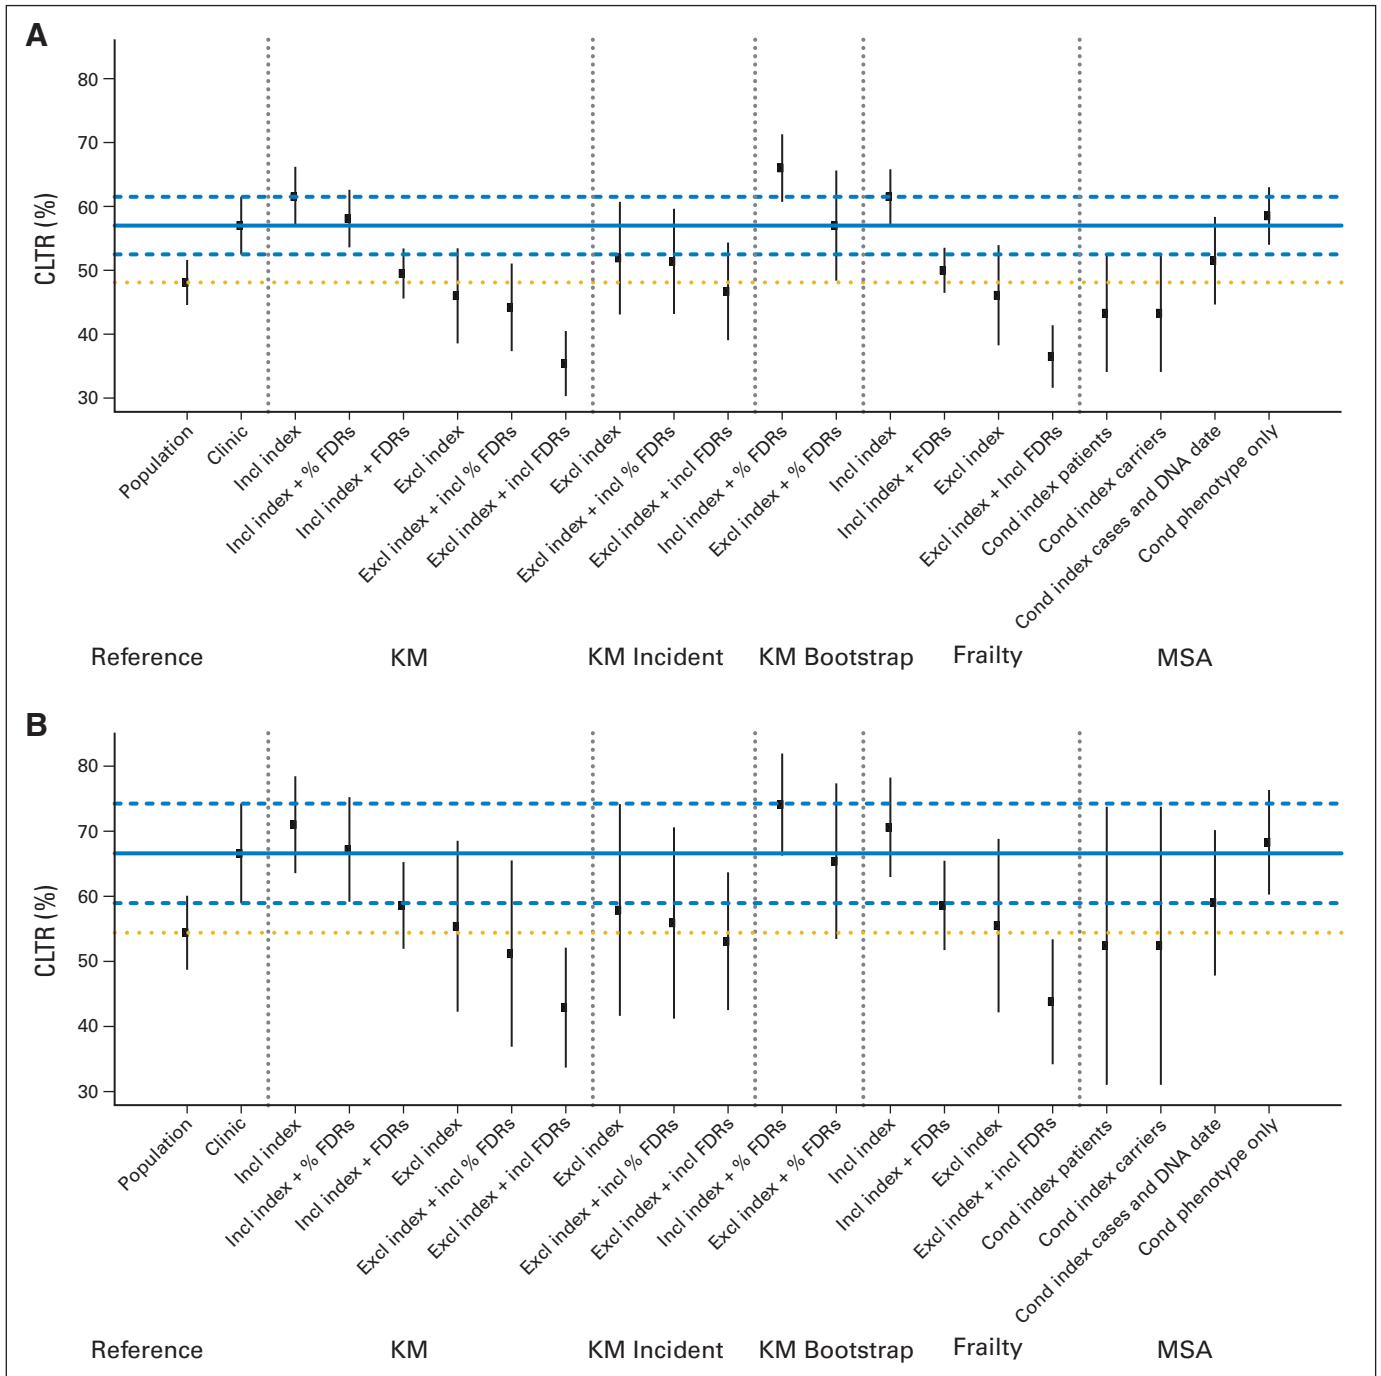 A
CLTR (%)
80
70
60
50
40
30
Population
Clinic
Incl index
Incl index + % FDRs
Incl index + FDRs
Excl index
Excl index + incl % FDRs
Excl index + incl FDRs
Excl index
Excl index + incl % FDRs
Excl index + incl FDRs
Incl index + % FDRs
Excl index + % FDRs
Incl index
Incl index + FDRs
Excl index
Excl index + Incl FDRs
Cond index patients
Cond index carriers
Cond index cases and DNA date
Cond phenotype only
Reference KM KM Incident KM Bootstrap Frailty MSA
B
CLTR (%)
80
70
60
50
40
30
Population
Clinic
Incl index
Incl index + % FDRs
Incl index + FDRs
Excl index
Excl index + incl % FDRs
Excl index + incl FDRs
Excl index
Excl index + incl % FDRs
Excl index + incl FDRs
Incl index + % FDRs
Excl index + % FDRs
Incl index
Incl index + FDRs
Excl index
Excl index + incl FDRs
Cond index patients
Cond index carriers
Cond index cases and DNA date
Cond phenotype only
Reference KM KM Incident KM Bootstrap Frailty MSA